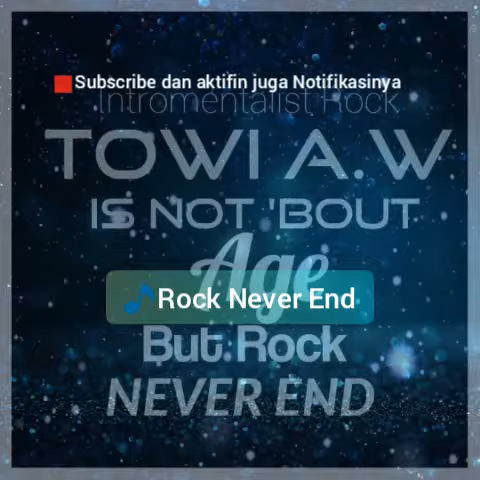 Subscribe dan aktifin juga Notifikasinya
Intromentalist Rock
TOWI A.W
IS NOT 'BOUT
Age
🎵Rock Never End
But Rock
NEVER END